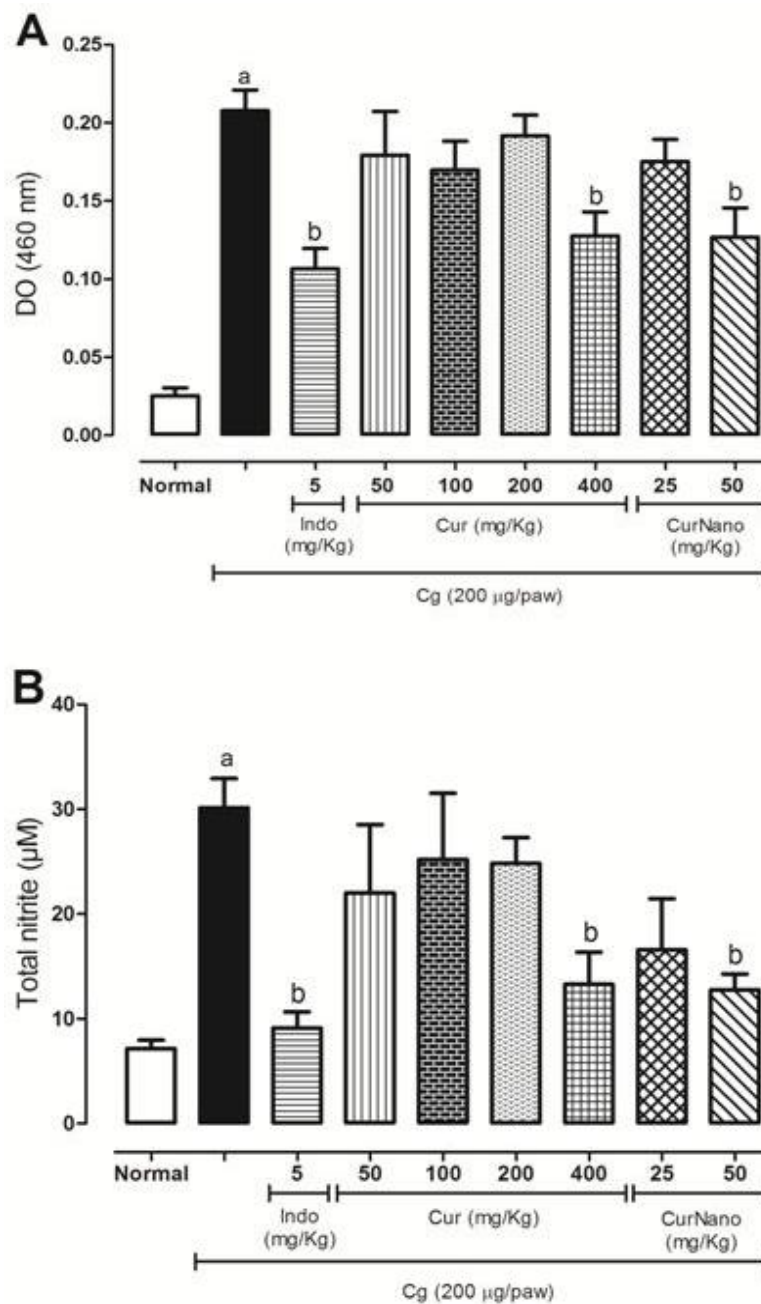 A
0.25
0.20
0.15
0.10
0.05
0.00
DO (460 nm)
a
b
b
b
Normal 5 50 100 200 400 25 50
Indo (mg/Kg)
Cur (mg/Kg)
CurNano (mg/Kg)
Cg (200 μg/paw)
B
40
30
20
10
0
Total nitrite (μM)
a
b
b
b
Normal 5 50 100 200 400 25 50
Indo (mg/Kg)
Cur (mg/Kg)
CurNano (mg/Kg)
Cg (200 μg/paw)